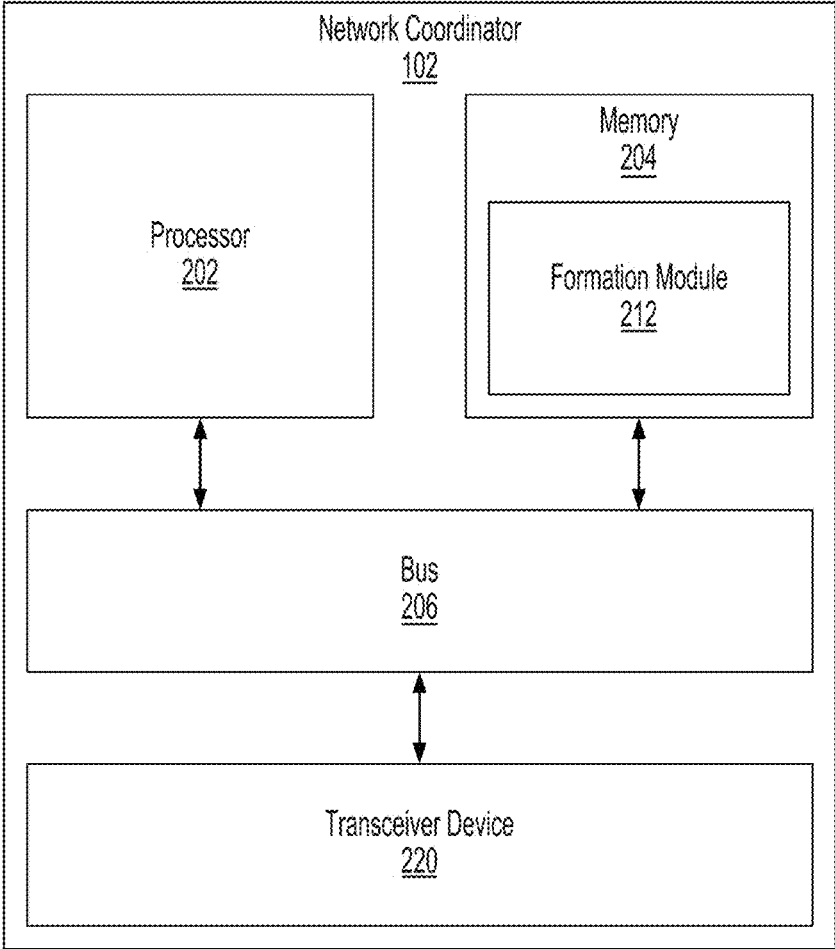 Network Coordinator
102
Processor
202
Memory
204
Formation Module
212
Bus
206
Transceiver Device
220